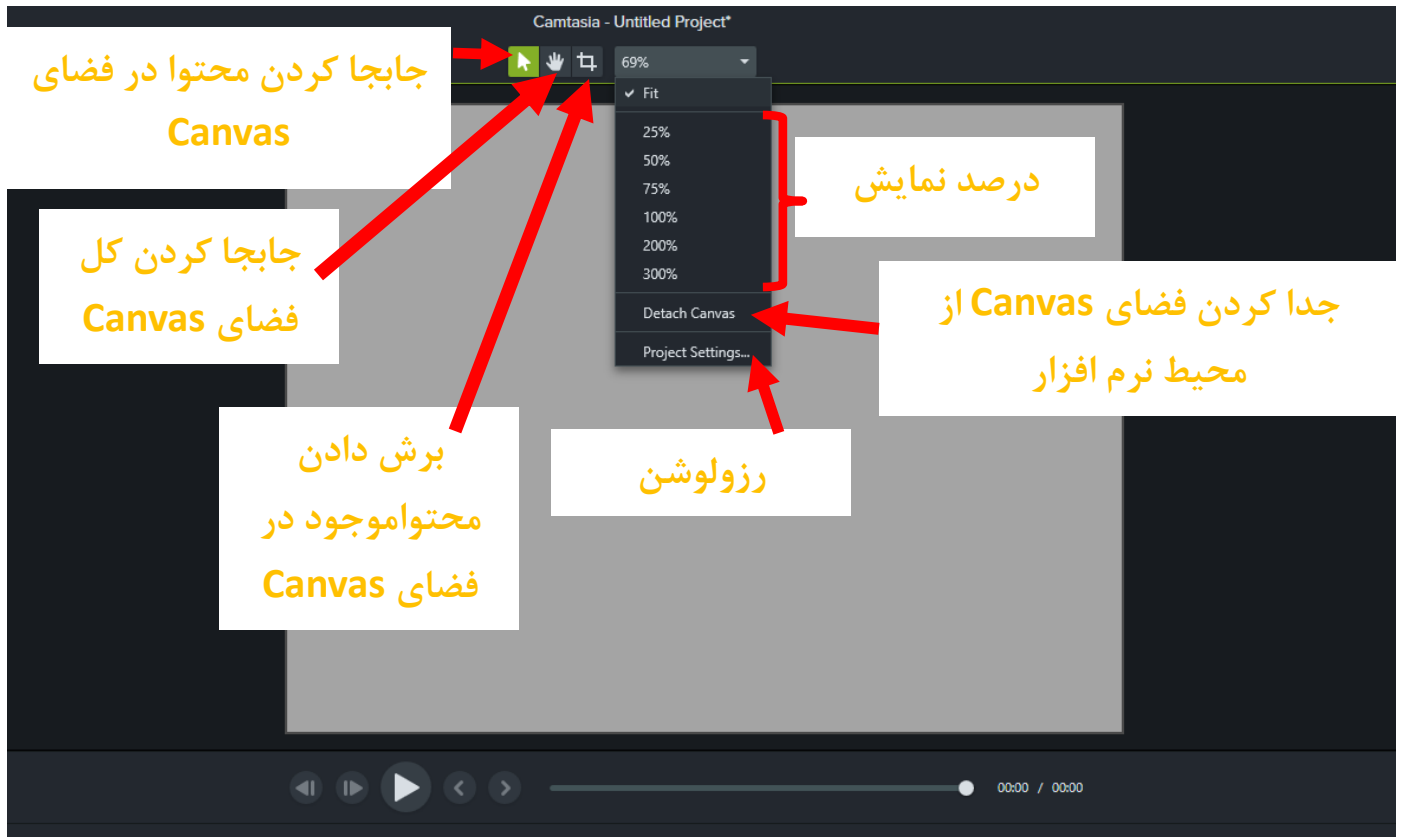 Camtasia - Untitled Project*
69%
Fit
25%
50%
75%
100%
200%
300%
Detach Canvas
Project Settings...
جابجا کردن محتوا در فضای
Canvas
درصد نمایش
جابجا کردن کل
فضای Canvas
جدا کردن فضای Canvas از
محیط نرم افزار
برش دادن
محتواموجود در
فضای Canvas
رزولوشن
00:00 / 00:00